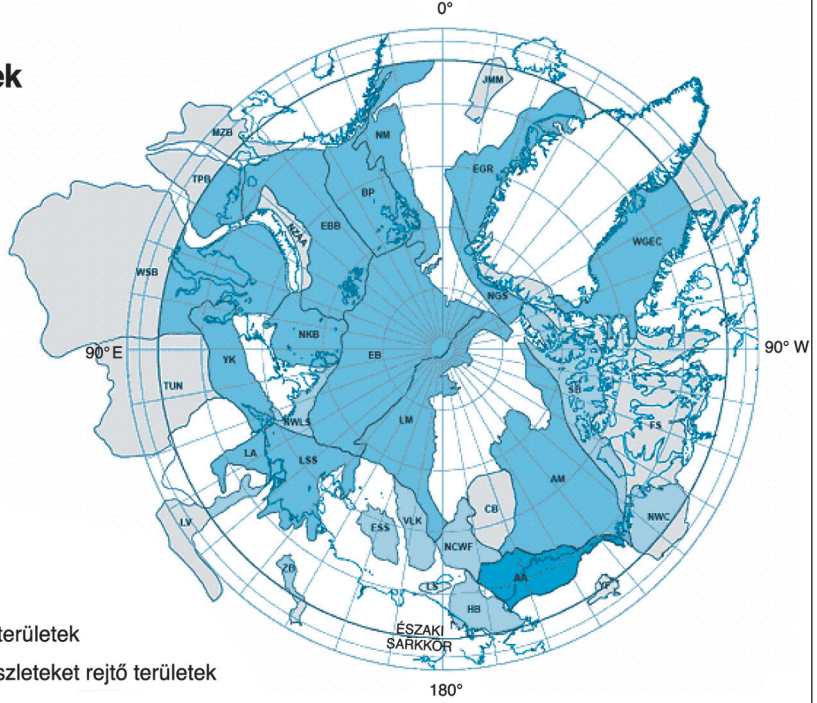 0°
ek
JMM
MZB
NM
EGR
TPB
BP
EBB
NZAA
WGEC
WSB
NGS
NKB
90° E
YK
EB
90° W
TUN
SB
NWLS
LM
FS
LA
LSS
AM
CB
LV
ESS
VLK
NWC
NCWF
ZB
AA
LS
YF
HB
ÉSZAKI
SARKKÖR
területek
szleteket rejtő területek
180°